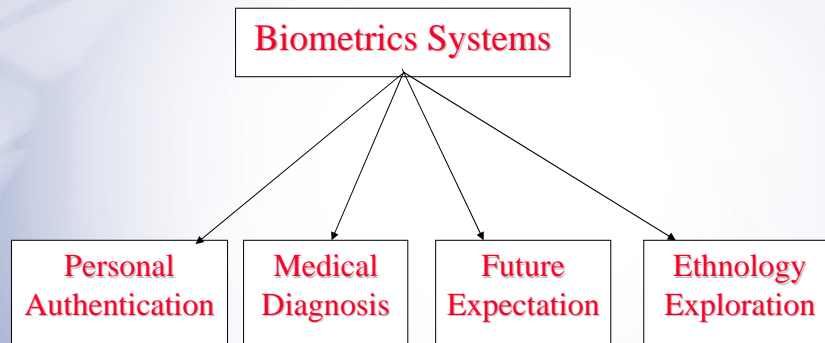 Biometrics Systems
Personal
Authentication
Medical
Diagnosis
Future
Expectation
Ethnology
Exploration